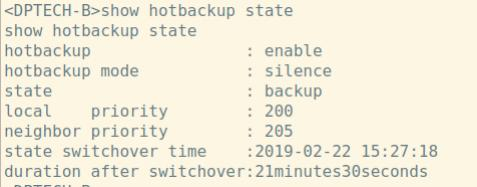 <DPTECH-B>show hotbackup state
show hotbackup state
hotbackup : enable
hotbackup mode : silence
state : backup
local priority : 200
neighbor priority : 205
state switchover time :2019-02-22 15:27:18
duration after switchover:21minutes30seconds